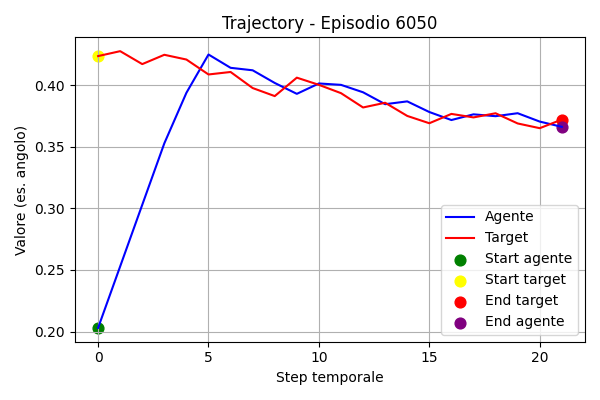 Trajectory - Episodio 6050
Valore (es. angolo)
0.40
0.35
0.30
0.25
0.20
0
5
10
15
20
Step temporale
Agente
Target
Start agente
Start target
End target
End agente